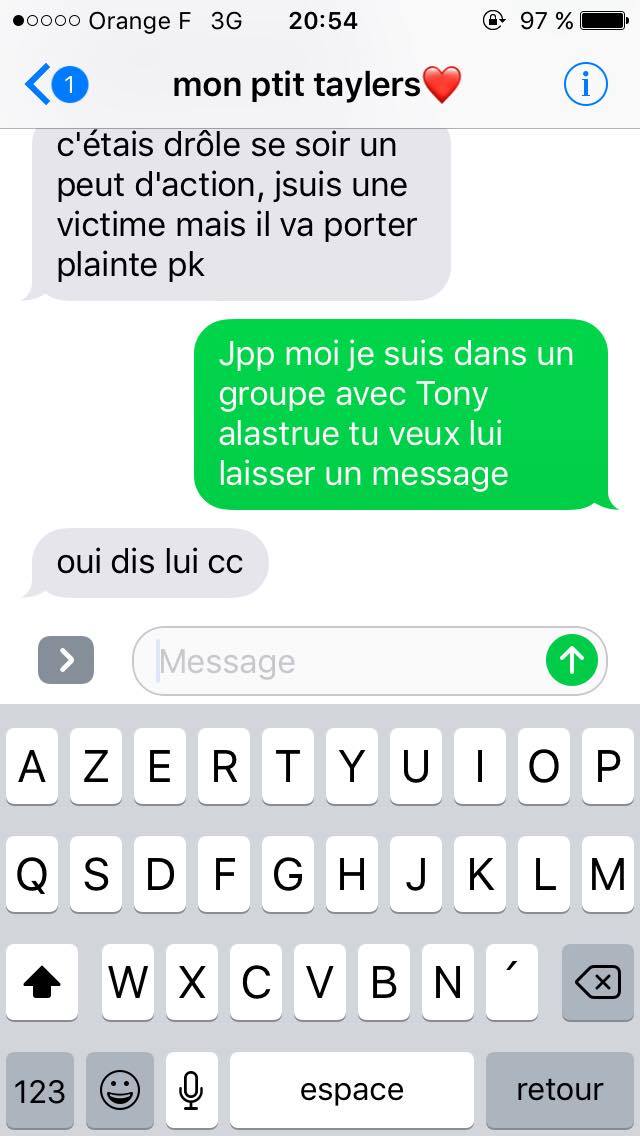 Orange F 3G 20:54 97 %
1 mon ptit taylers❤️ i
c'étais drôle se soir un
peut d'action, jsuis une
victime mais il va porter
plainte pk
Jpp moi je suis dans un
groupe avec Tony
alastrue tu veux lui
laisser un message
oui dis lui cc
Message
A Z E R T Y U I O P
Q S D F G H J K L M
W X C V B N ´
123 espace retour